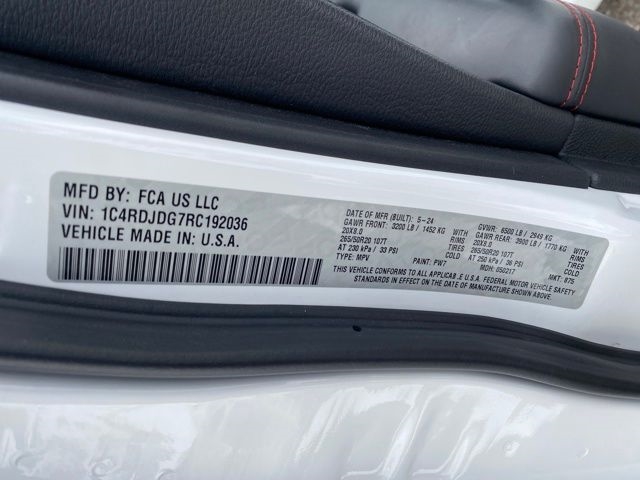 MFD BY: FCA US LLC
VIN: 1C4RDJDG7RC192036
VEHICLE MADE IN: U.S.A.
DATE OF MFR (BUILT): 5-24 GVWR: 6500 LB / 2949 KG
GAWR FRONT: 3200 LB / 1452 KG WITH GAWR REAR: 3900 LB / 1770 KG WITH
20X8.0 RIMS 20X8.0 RIMS
265/50R20 107T TIRES 265/50R20 107T TIRES
AT 230 kPa / 33 PSI COLD AT 250 kPa / 36 PSI COLD
TYPE: MPV PAINT: PW7 MDH: 050217 MKT: 875
THIS VEHICLE CONFORMS TO ALL APPLICABLE U.S.A. FEDERAL MOTOR VEHICLE SAFETY
STANDARDS IN EFFECT ON THE DATE OF MANUFACTURE SHOWN ABOVE.